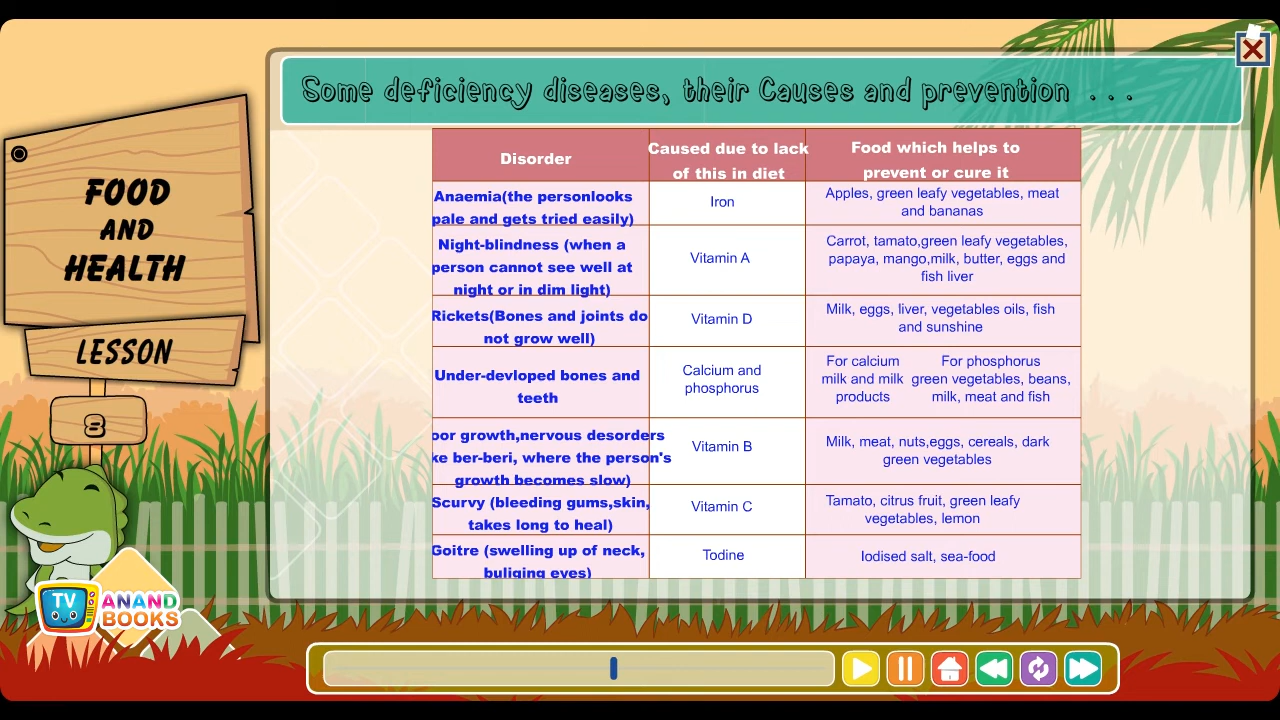 Some deficiency diseases, their Causes and prevention ...
FOOD
AND
HEALTH
LESSON
8
Disorder
Caused due to lack
of this in diet
Food which helps to
prevent or cure it
Anaemia(the personlooks
pale and gets tried easily)
Iron
Apples, green leafy vegetables, meat
and bananas
Night-blindness (when a
person cannot see well at
night or in dim light)
Vitamin A
Carrot, tamato,green leafy vegetables,
papaya, mango,milk, butter, eggs and
fish liver
Rickets(Bones and joints do
not grow well)
Vitamin D
Milk, eggs, liver, vegetables oils, fish
and sunshine
Under-devloped bones and
teeth
Calcium and
phosphorus
For calcium
milk and milk
products
For phosphorus
green vegetables, beans,
milk, meat and fish
oor growth,nervous desorders
ke ber-beri, where the person's
growth becomes slow)
Vitamin B
Milk, meat, nuts,eggs, cereals, dark
green vegetables
Scurvy (bleeding gums,skin,
takes long to heal)
Vitamin C
Tamato, citrus fruit, green leafy
vegetables, lemon
Goitre (swelling up of neck,
buliging eyes)
Todine
Iodised salt, sea-food
TV
ANAND
BOOKS